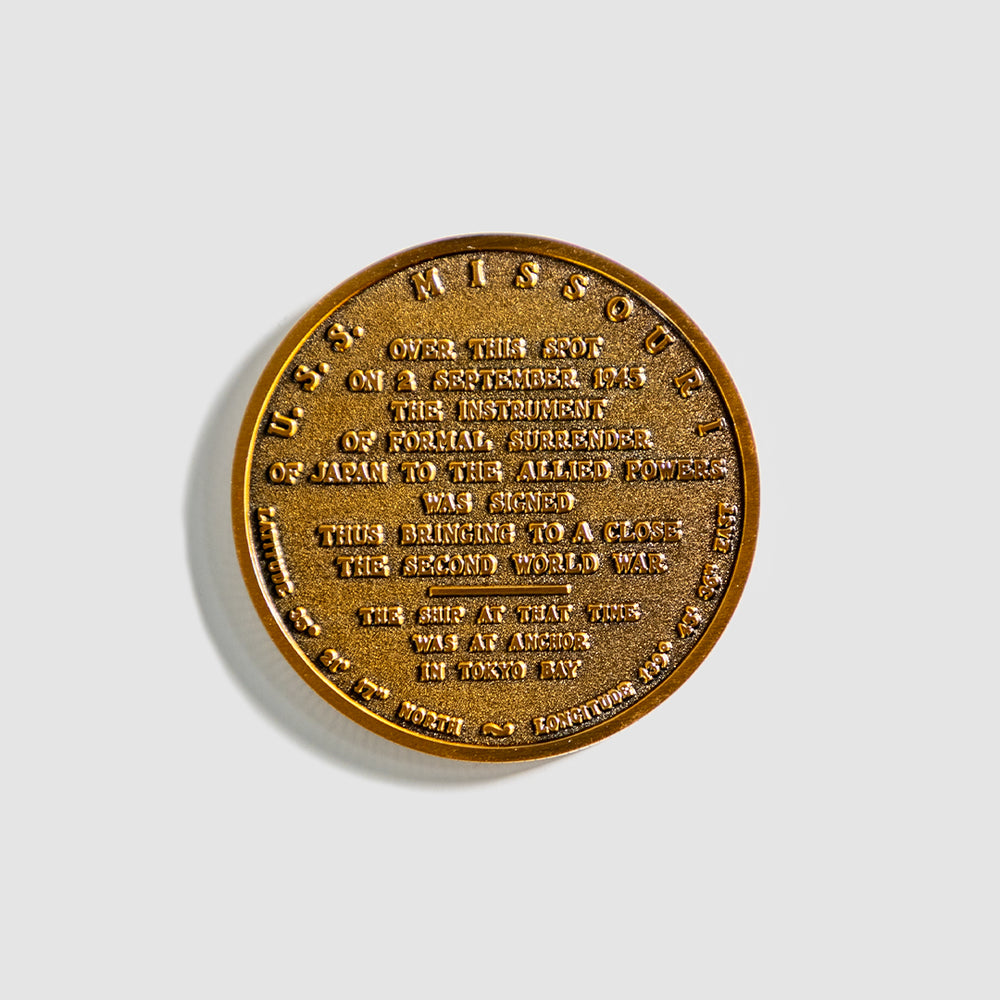 U.S.S. MISSOURI
OVER THIS SPOT
ON 2 SEPTEMBER 1945
THE INSTRUMENT
OF FORMAL SURRENDER
OF JAPAN TO THE ALLIED POWERS
WAS SIGNED
THUS BRINGING TO A CLOSE
THE SECOND WORLD WAR
THE SHIP AT THAT TIME
WAS AT ANCHOR
IN TOKYO BAY
LATITUDE 35° 21' 17" NORTH ~ LONGITUDE 139° 45' 36" EAST